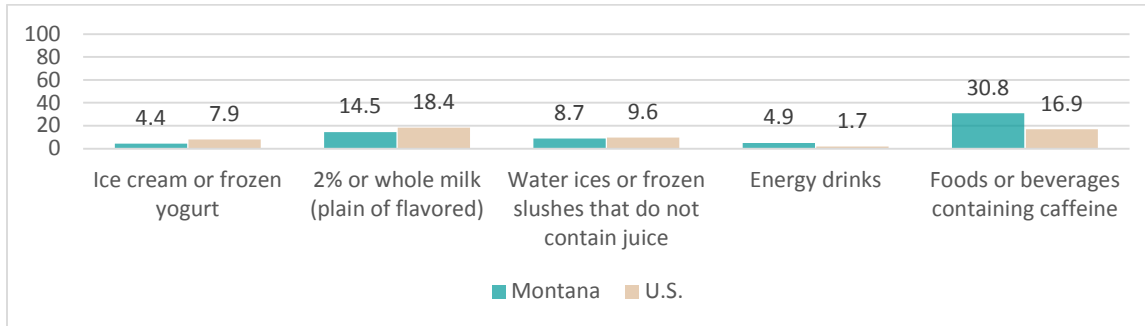 100
80
60
40
20
0
4.4 7.9 14.5 18.4 8.7 9.6 4.9 1.7 30.8 16.9
Ice cream or frozen
yogurt
2% or whole milk
(plain of flavored)
Water ices or frozen
slushes that do not
contain juice
Energy drinks
Foods or beverages
containing caffeine
Montana U.S.